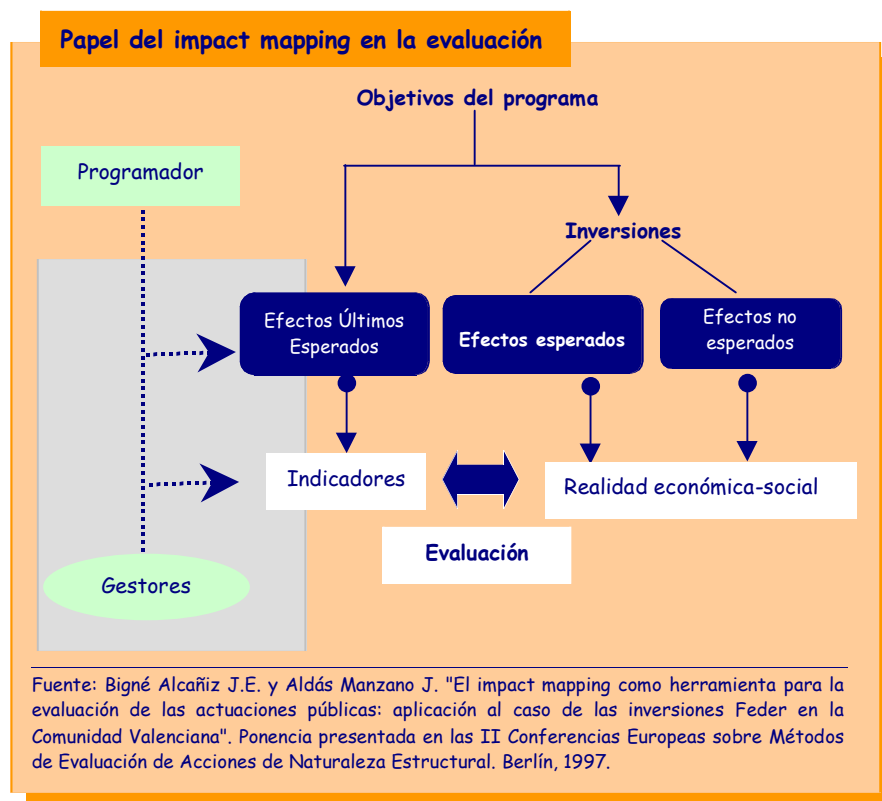 Papel del impact mapping en la evaluación
Objetivos del programa
Programador
Inversiones
Efectos Últimos
Esperados
Efectos esperados
Efectos no
esperados
Indicadores
Realidad económica-social
Evaluación
Gestores
Fuente: Bigné Alcañiz J.E. y Aldás Manzano J. "El impact mapping como herramienta para la
evaluación de las actuaciones públicas: aplicación al caso de las inversiones Feder en la
Comunidad Valenciana". Ponencia presentada en las II Conferencias Europeas sobre Métodos
de Evaluación de Acciones de Naturaleza Estructural. Berlín, 1997.